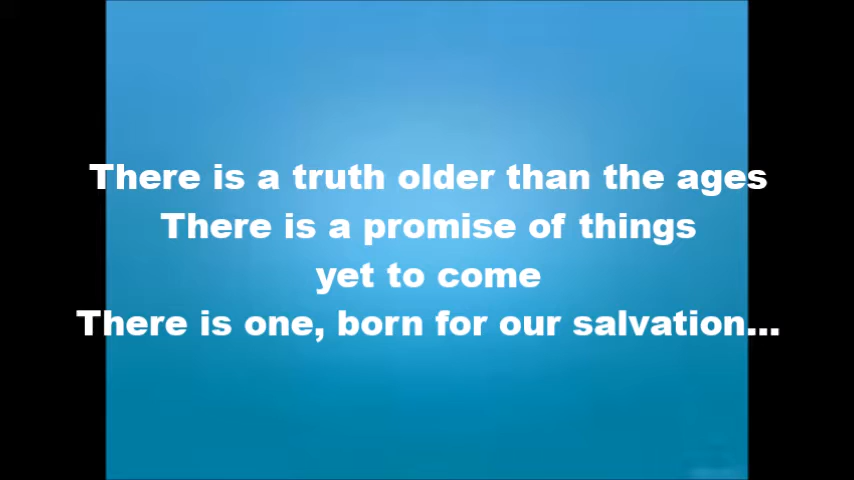 There is a truth older than the ages
There is a promise of things
yet to come
There is one, born for our salvation...